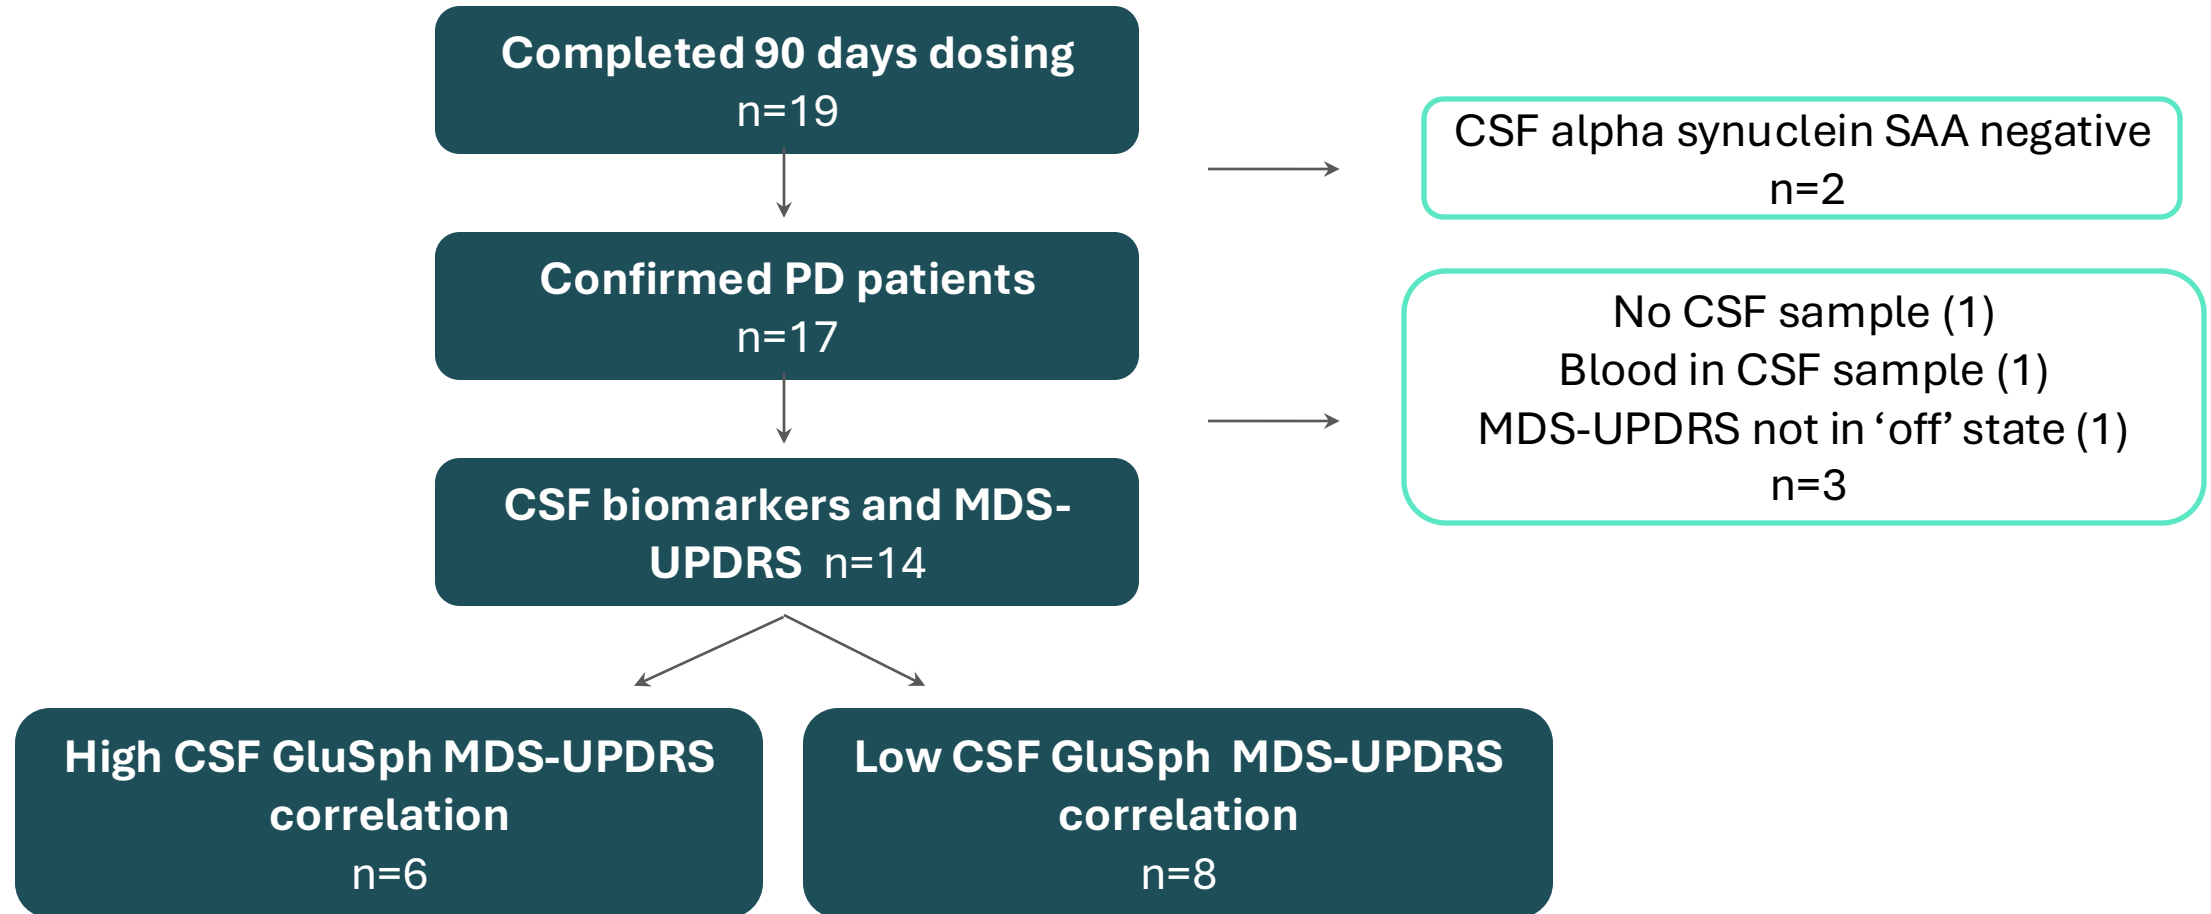 Completed 90 days dosing
n=19
CSF alpha synuclein SAA negative
n=2
Confirmed PD patients
n=17
No CSF sample (1)
Blood in CSF sample (1)
MDS-UPDRS not in ‘off’ state (1)
n=3
CSF biomarkers and MDS-
UPDRS n=14
High CSF GluSph MDS-UPDRS
correlation
n=6
Low CSF GluSph MDS-UPDRS
correlation
n=8